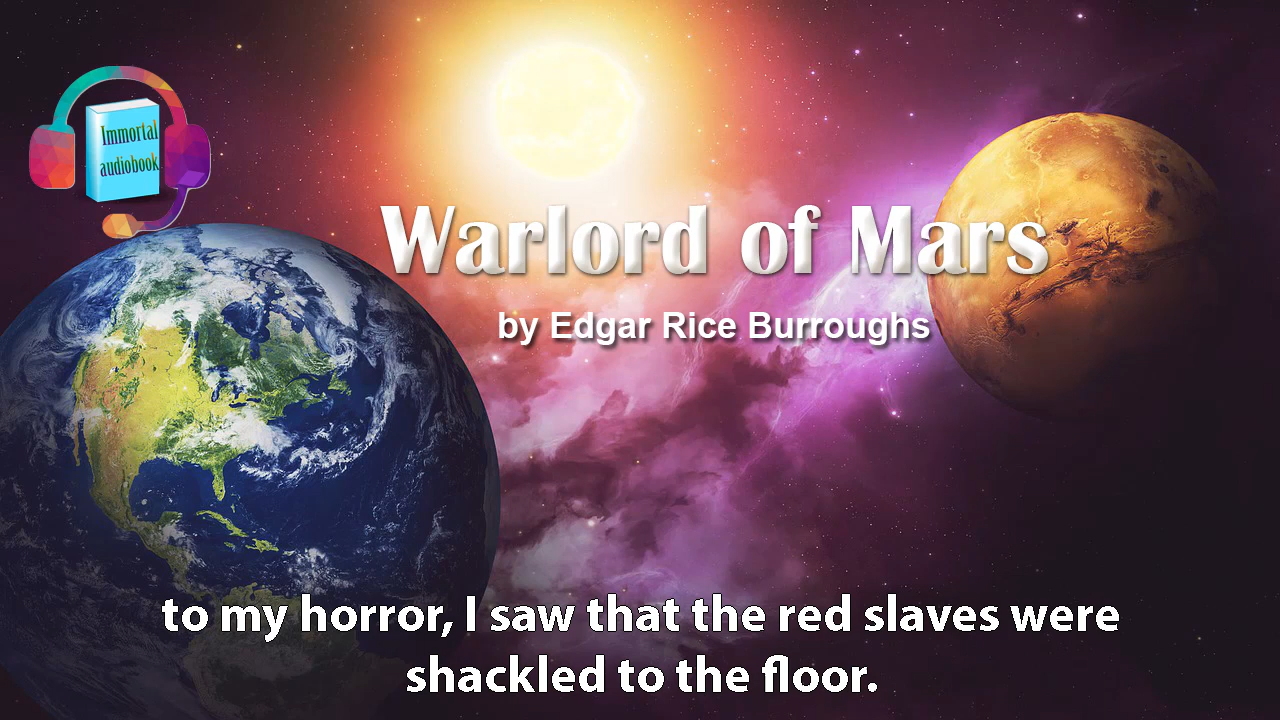 Immortal
audiobook
Warlord of Mars
by Edgar Rice Burroughs
to my horror, I saw that the red slaves were
shackled to the floor.